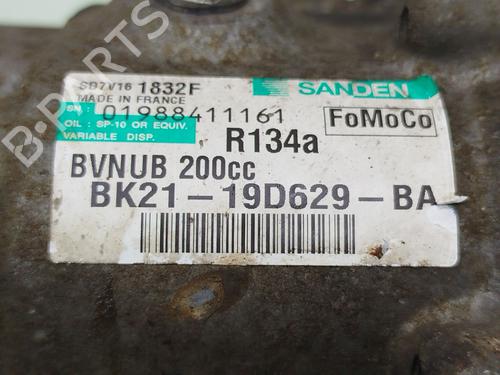 SD7V16 1832F
SANDEN
MADE IN FRANCE
SN. 01988411161
FoMoCo
OIL : SP-10 OR EQUIV.
VARIABLE DISP.
R134a
BVNUB 200cc
BK21-19D629-BA
B-PARTS